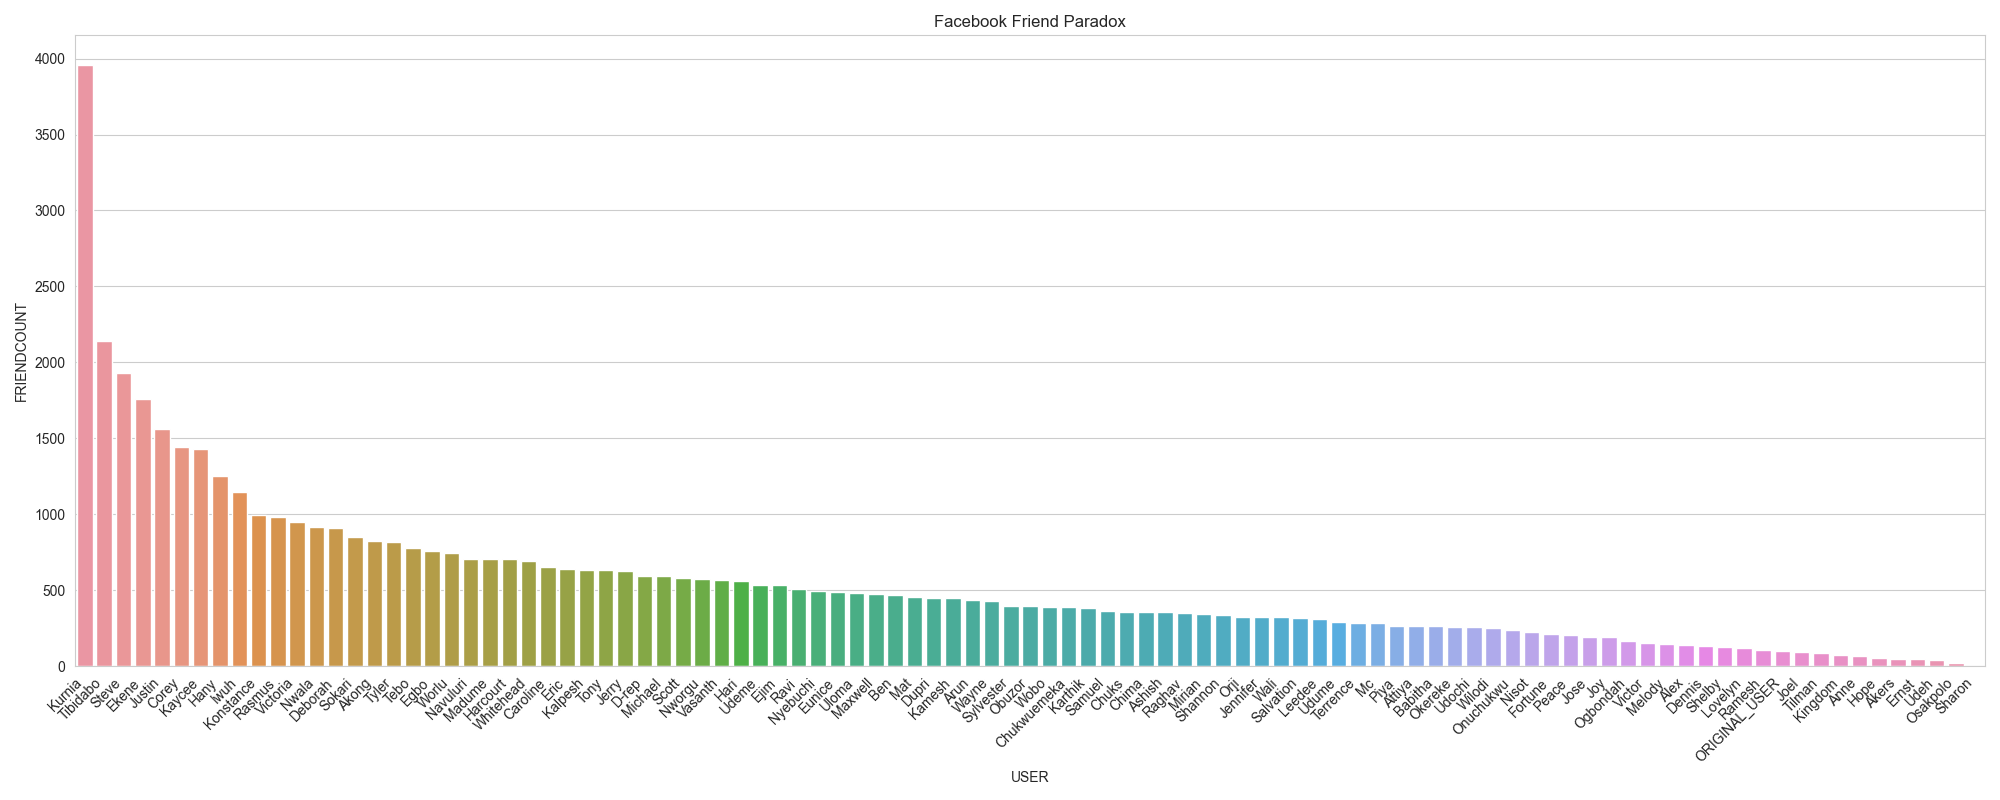 Facebook Friend Paradox
FRIENDCOUNT
4000
3500
3000
2500
2000
1500
1000
500
0
Kurnia
Tibidabo
Steve
Ekene
Justin
Corey
Kaycee
Hany
Iwuh
Konstance
Rasmus
Victoria
Nwala
Deborah
Sokari
Akong
Tyler
Tebo
Egbo
Worlu
Navuluri
Madume
Harcourt
Whitehead
Caroline
Eric
Kalpesh
Tony
Jerry
D-rep
Michael
Scott
Nworgu
Vasanth
Hari
Udeme
Ejim
Ravi
Nyebuchi
Eunice
Uloma
Maxwell
Ben
Mat
Dupri
Kamesh
Arun
Wayne
Sylvester
Obuzor
Wobo
Chukwuemeka
Karthik
Samuel
Chuks
Chima
Ashish
Raghav
Mirian
Shannon
Orji
Jennifer
Wali
Salvation
Leedee
Udume
Terrence
Mc
Piya
Attiya
Babitha
Okereke
Udochi
Wilodi
Onuchukwu
Nisot
Fortune
Peace
Jose
Joy
Ogbondah
Victor
Melody
Alex
Dennis
Shelby
Lovelyn
Ramesh
ORIGINAL_USER
Joel
Tilman
Kingdom
Anne
Hope
Akers
Ernst
Udeh
Osakpolo
Sharon
USER